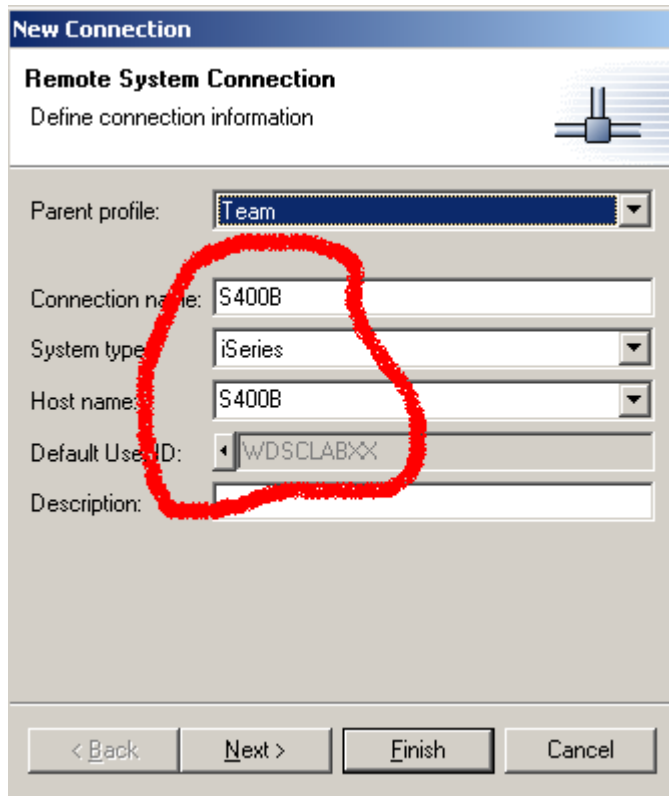 New Connection
Remote System Connection
Define connection information
Parent profile: Team
Connection name: S400B
System type: iSeries
Host name: S400B
Default User ID: WDSCLABXX
Description:
< Back Next > Finish Cancel